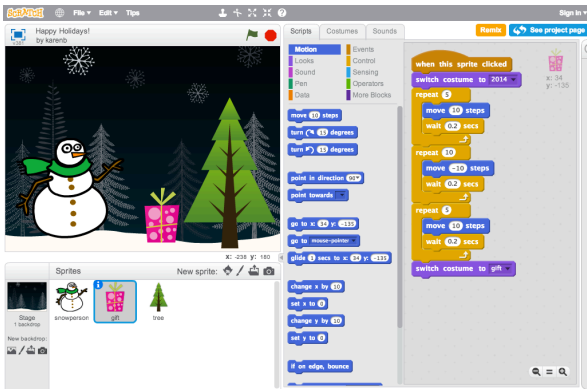 SCRATCH File ▾ Edit ▾ Tips Sign in ▾
Happy Holidays!
by karenb
Scripts Costumes Sounds
Remix See project page
Motion Events
Looks Control
Sound Sensing
Pen Operators
Data More Blocks
move 10 steps
turn 15 degrees
turn 15 degrees
point in direction 90▾
point towards
go to x: 34 y: -135
go to mouse-pointer
glide 1 secs to x: 34 y: -135
change x by 10
set x to 0
change y by 10
set y to 0
if on edge, bounce
when this sprite clicked
switch costume to 2014
repeat 5
move 10 steps
wait 0.2 secs
repeat 10
move -10 steps
wait 0.2 secs
repeat 5
move 10 steps
wait 0.2 secs
switch costume to gift
x: 34
y: -135
x: -238 y: 180
Sprites New sprite:
Stage
1 backdrop
New backdrop:
snowperson gift tree